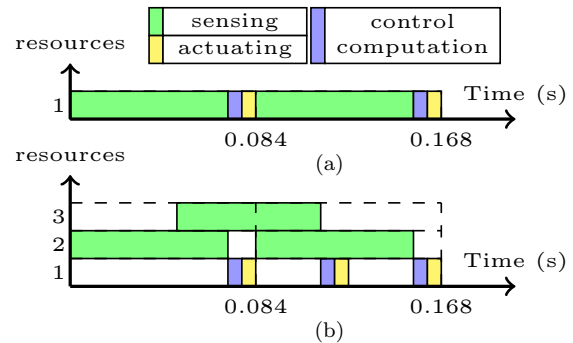 sensing
actuating
control
computation
resources
1
Time (s)
0.084
0.168
(a)
resources
3
2
1
Time (s)
0.084
0.168
(b)